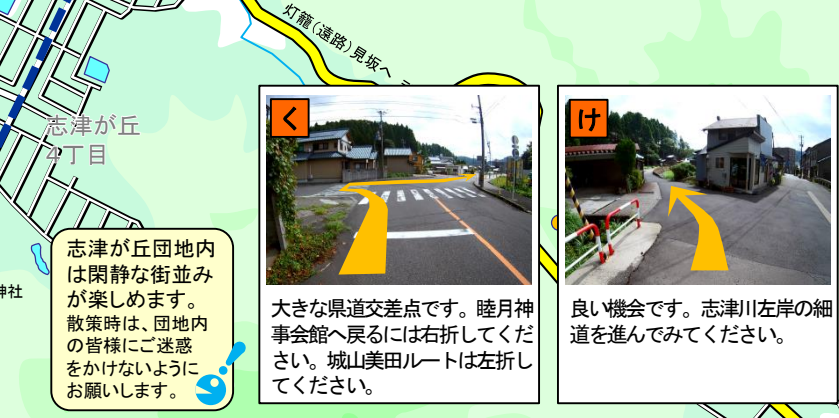 灯籠(遠路)見坂へ
志津が丘
4丁目
神社
志津が丘団地内
は閑静な街並み
が楽しめます。
散策時は、団地内
の皆様にご迷惑
をかけないように
お願いします。
く
大きな県道交差点です。睦月神
事会館へ戻るには右折してくだ
さい。城山美田ルートは左折し
てください。
け
良い機会です。志津川左岸の細
道を進んでみてください。